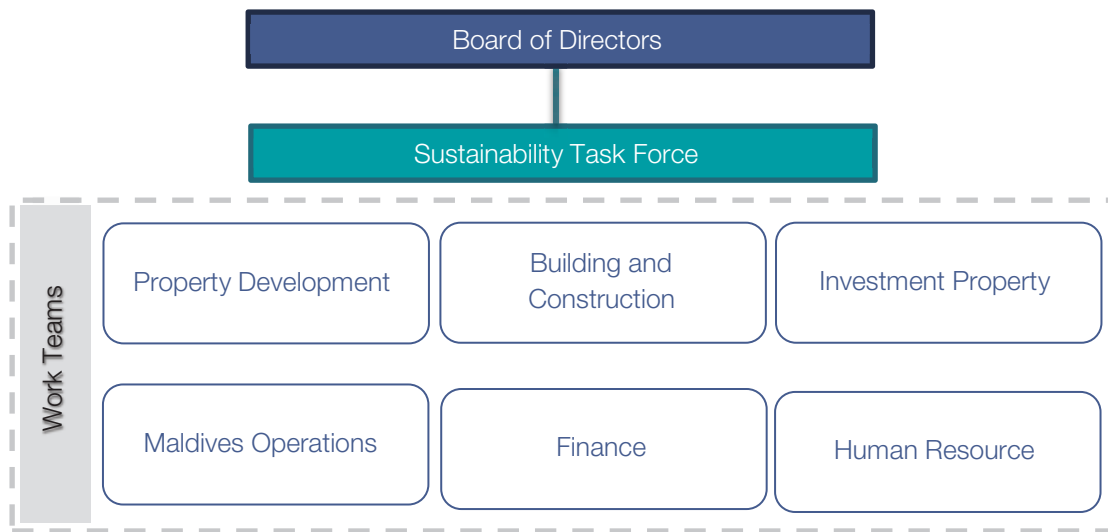 Board of Directors
Sustainability Task Force
Work Teams
Property Development
Building and
Construction
Investment Property
Maldives Operations
Finance
Human Resource